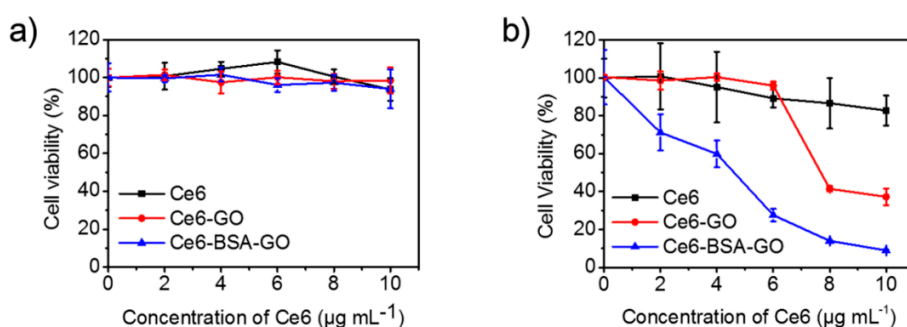 a)
120
100
80
60
40
20
0
Cell viability (%)
Ce6
Ce6-GO
Ce6-BSA-GO
0 2 4 6 8 10
Concentration of Ce6 (µg mL-1)
b)
120
100
80
60
40
20
0
Cell Viability (%)
Ce6
Ce6-GO
Ce6-BSA-GO
0 2 4 6 8 10
Concentration of Ce6 (µg mL-1)